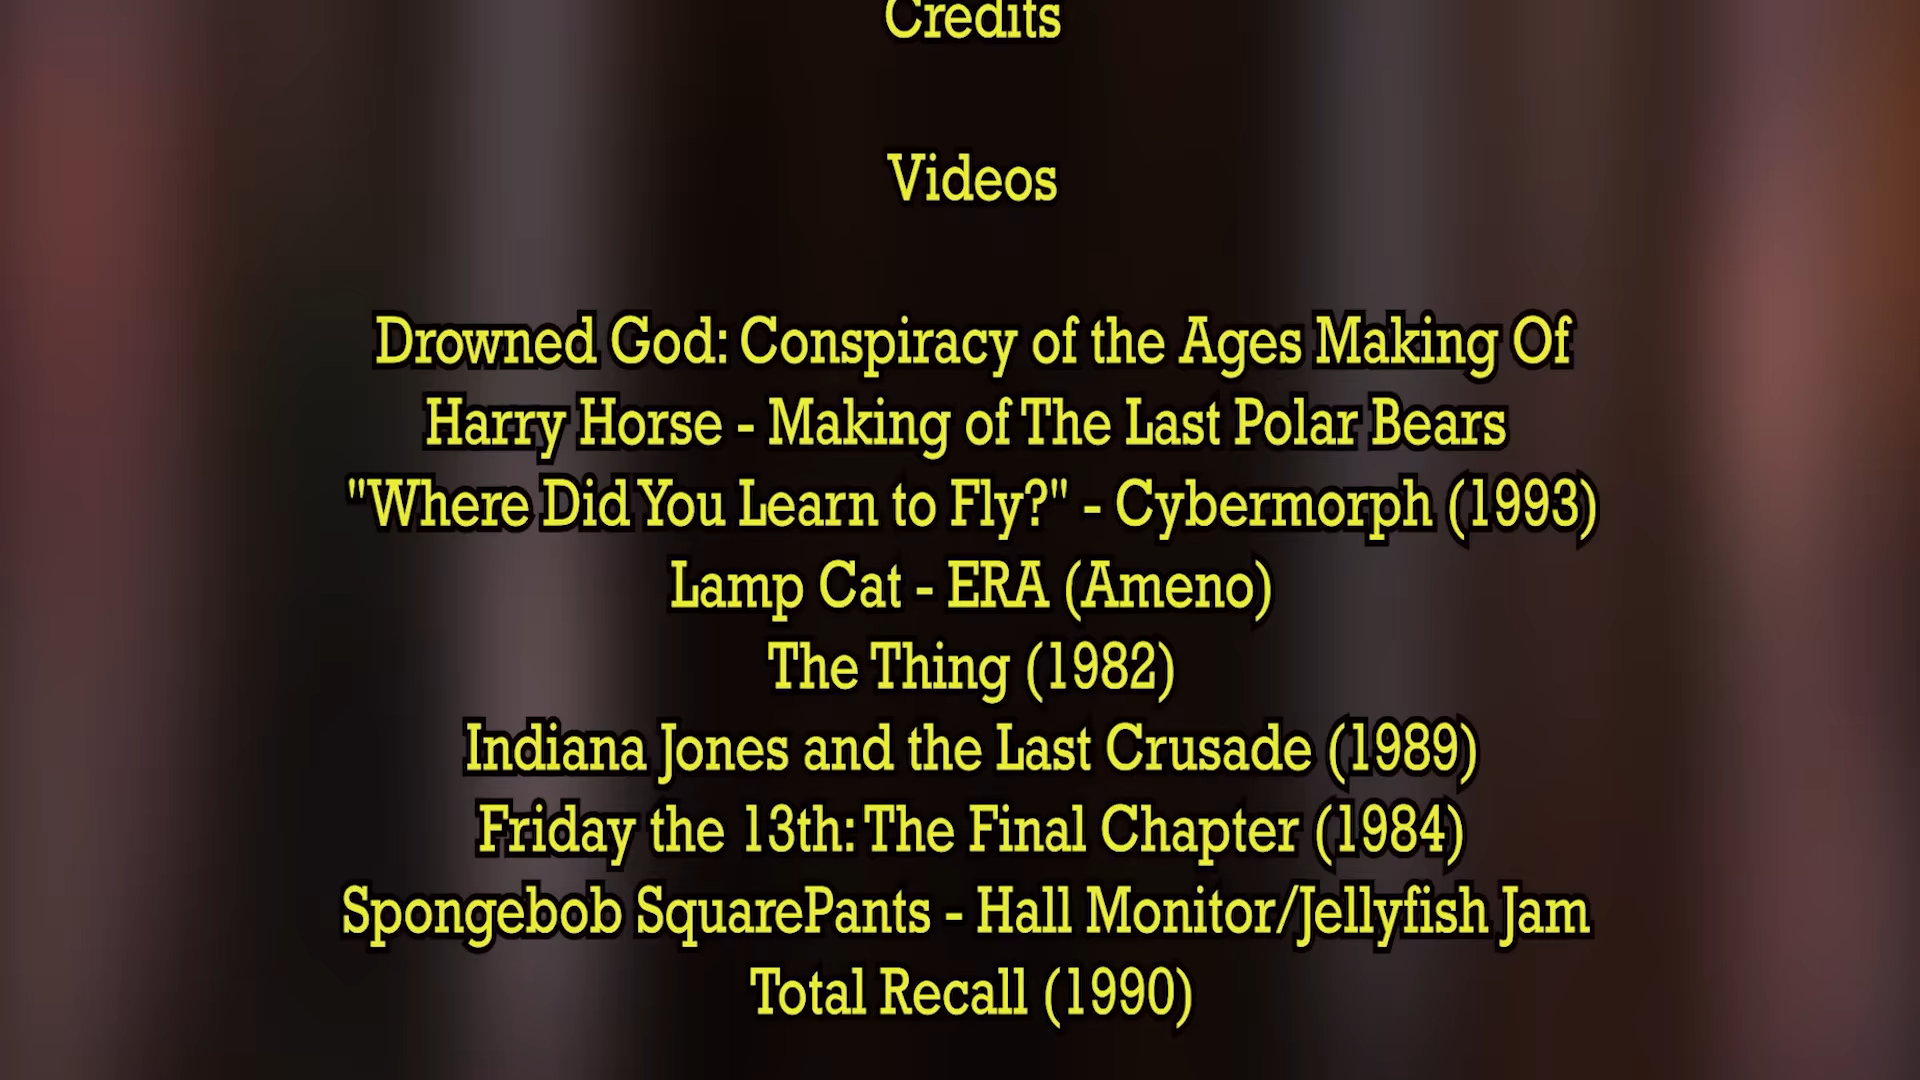 Credits
Videos
Drowned God: Conspiracy of the Ages Making Of
Harry Horse - Making of The Last Polar Bears
"Where Did You Learn to Fly?" - Cybermorph (1993)
Lamp Cat - ERA (Ameno)
The Thing (1982)
Indiana Jones and the Last Crusade (1989)
Friday the 13th: The Final Chapter (1984)
Spongebob SquarePants - Hall Monitor/Jellyfish Jam
Total Recall (1990)